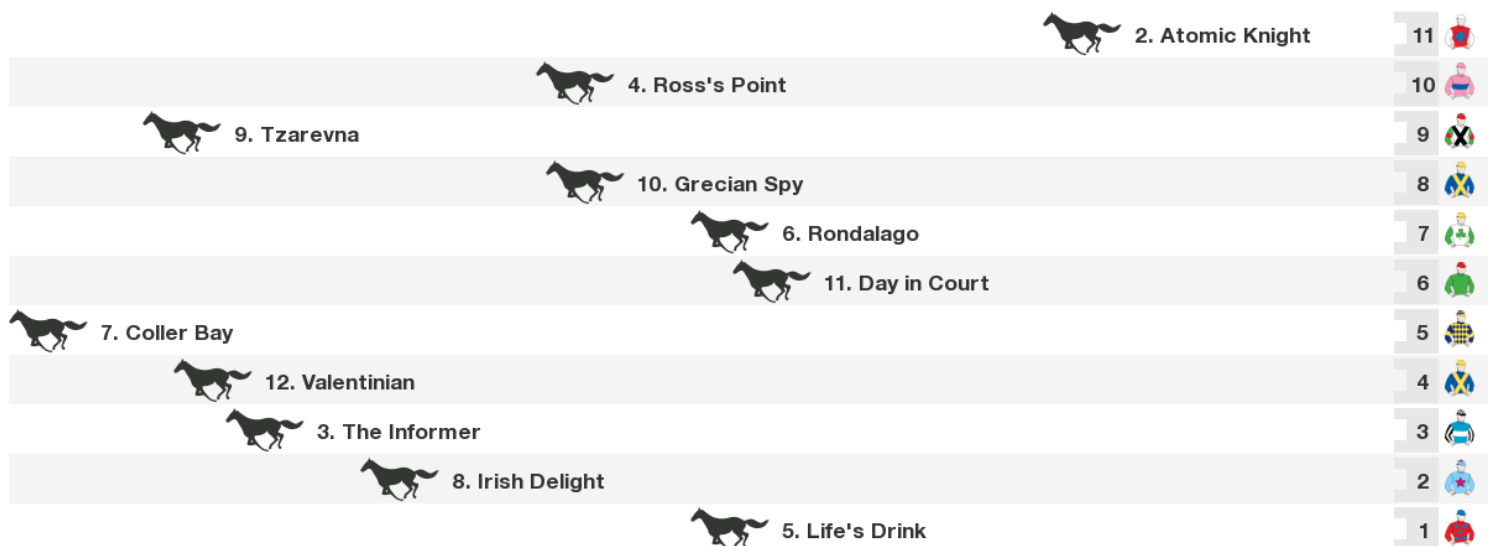 2. Atomic Knight 11
4. Ross's Point 10
9. Tzarevna 9
10. Grecian Spy 8
6. Rondalago 7
11. Day in Court 6
7. Coller Bay 5
12. Valentinian 4
3. The Informer 3
8. Irish Delight 2
5. Life's Drink 1